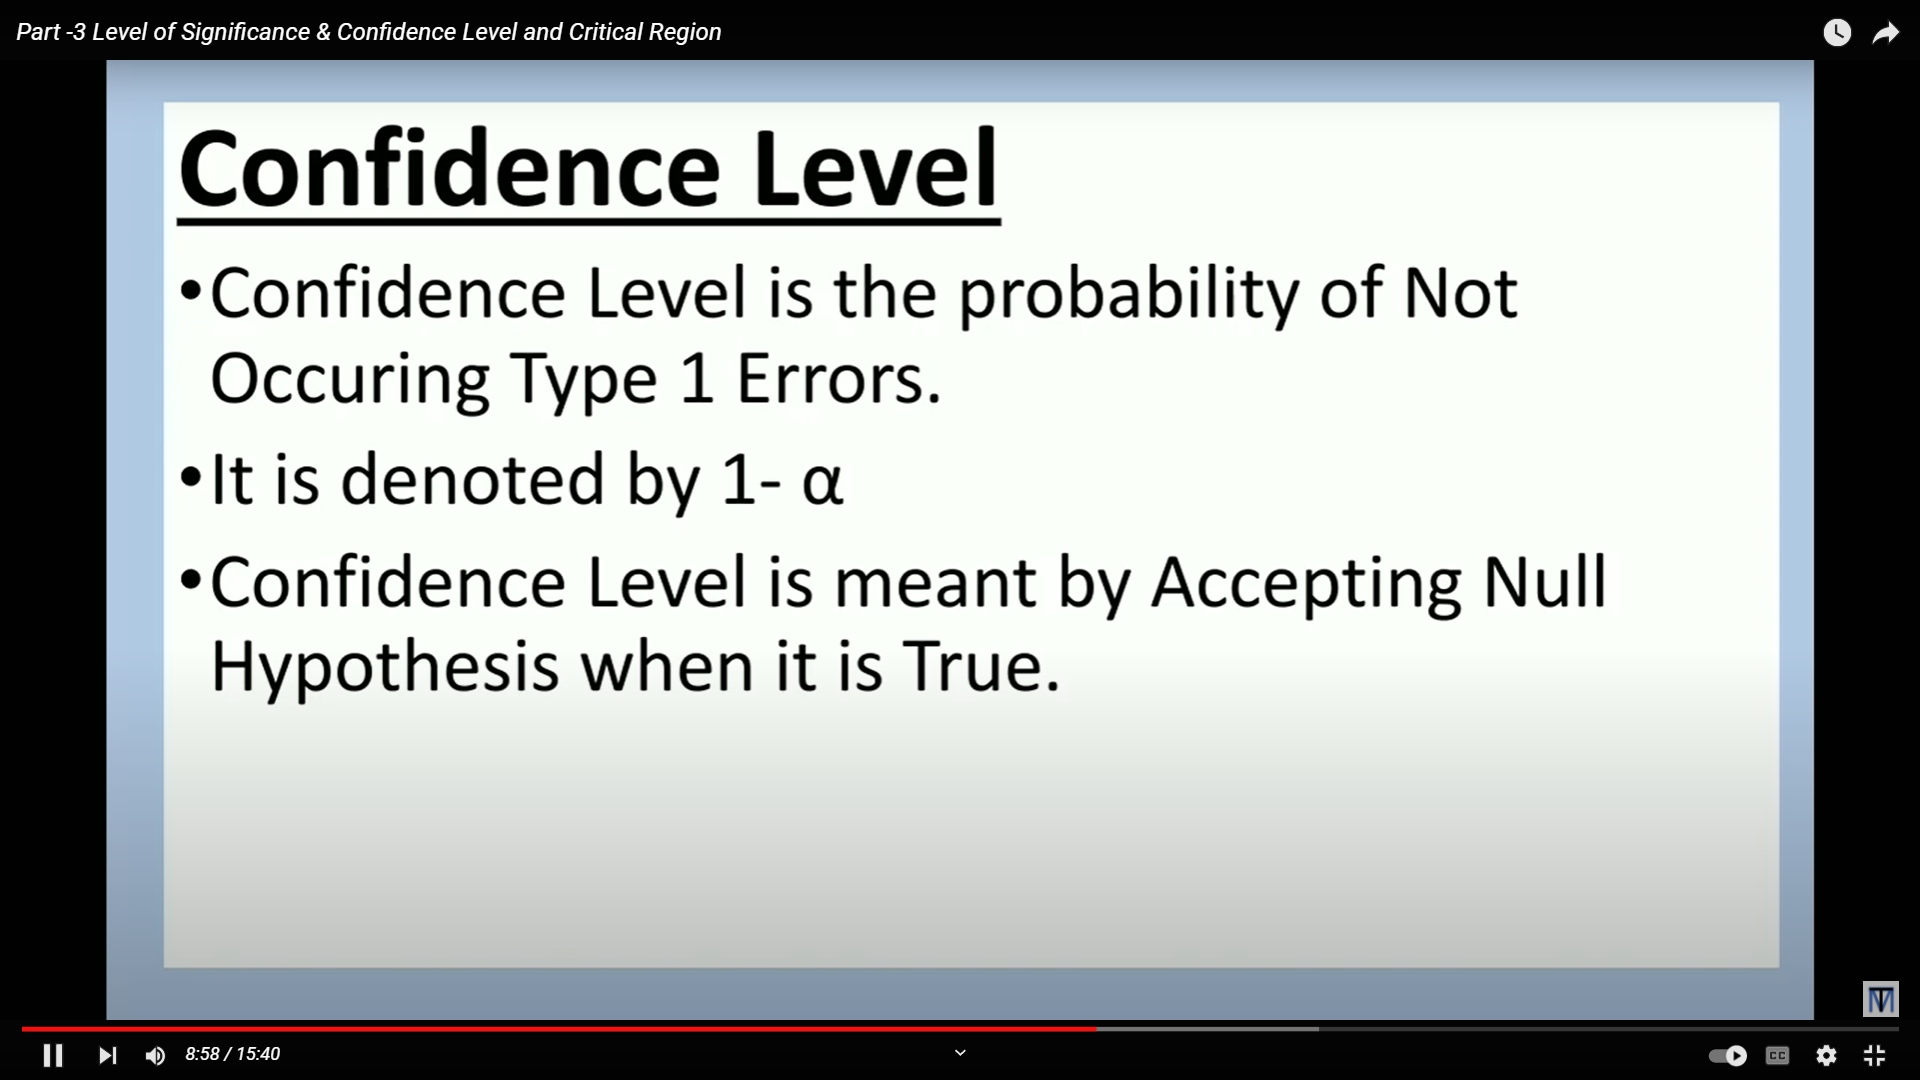 Part -3 Level of Significance & Confidence Level and Critical Region
Confidence Level
•Confidence Level is the probability of Not
Occuring Type 1 Errors.
•It is denoted by 1- α
•Confidence Level is meant by Accepting Null
Hypothesis when it is True.
TM
8:58 / 15:40
CC